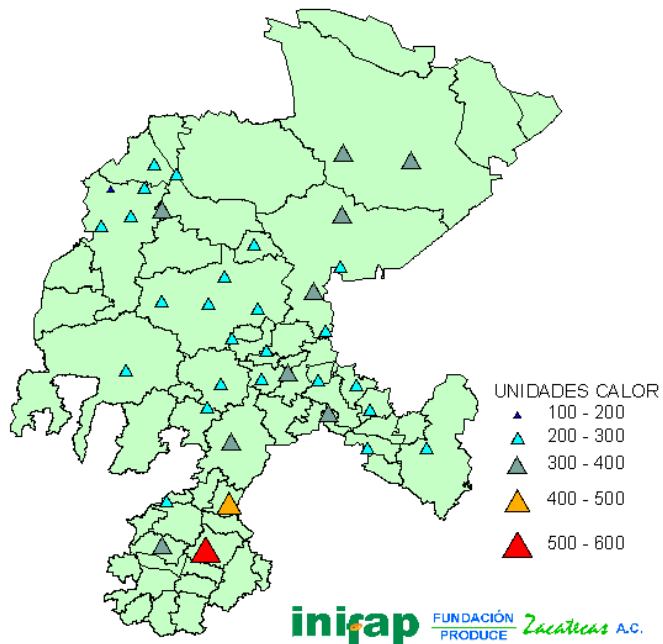 UNIDADES CALOR
100 - 200
200 - 300
300 - 400
400 - 500
500 - 600
inifap
FUNDACIÓN
PRODUCE
Zacatecas A.C.